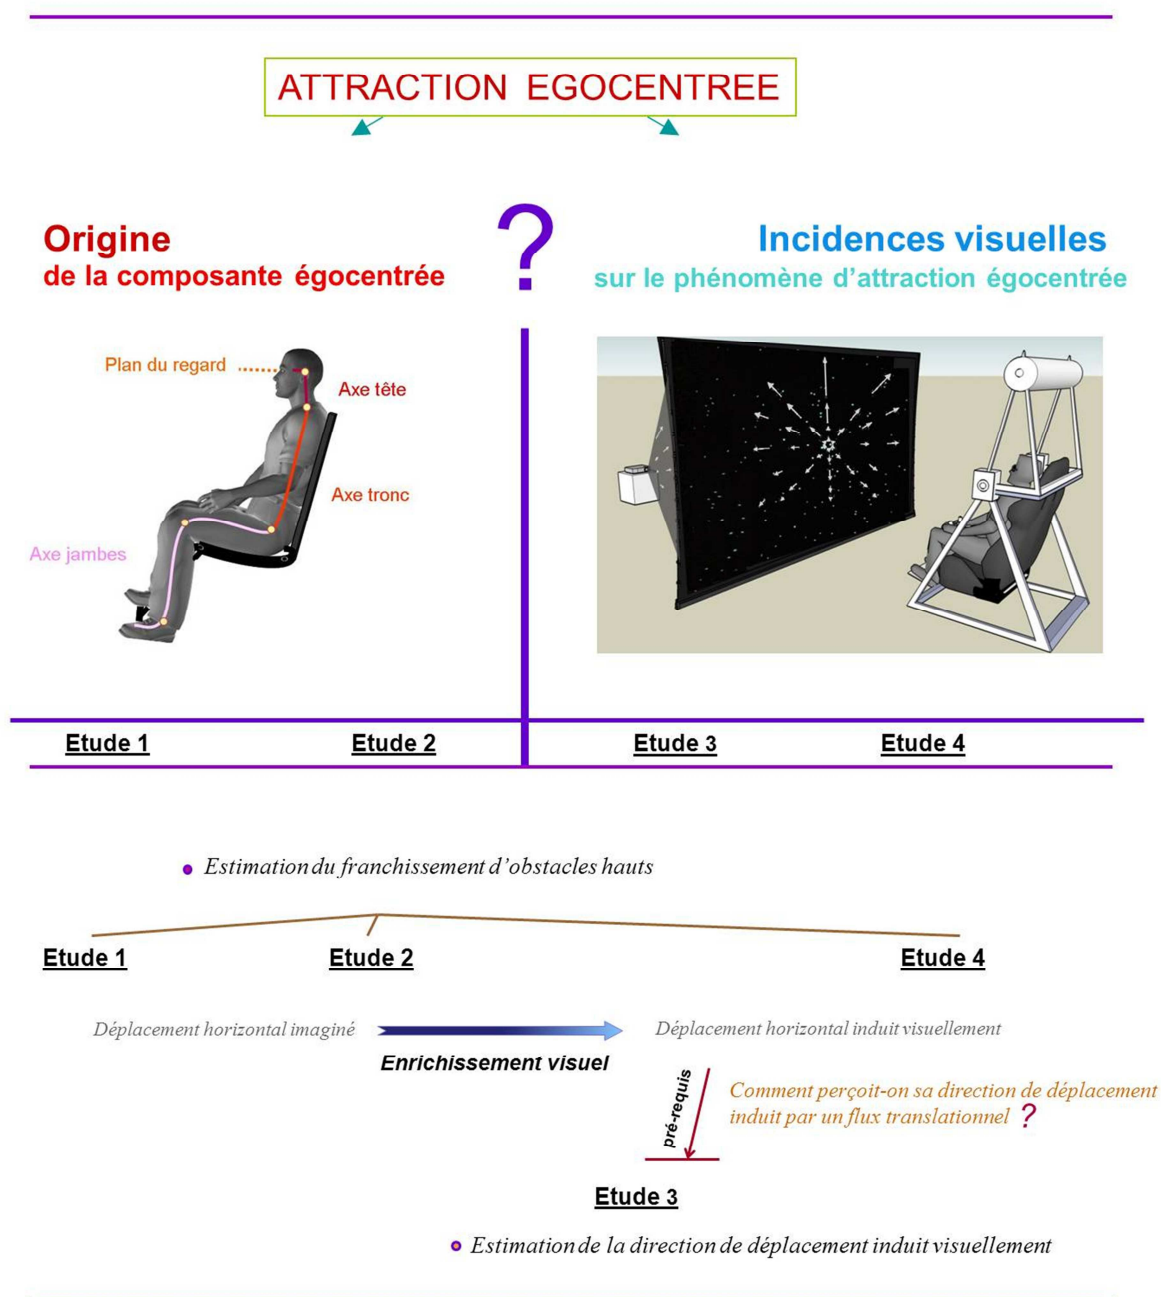 ATTRACTION EGOCENTREE
Origine
de la composante égocentrée
?
Incidences visuelles
sur le phénomène d’attraction égocentrée
Plan du regard
Axe tête
Axe tronc
Axe jambes
Etude 1
Etude 2
Etude 3
Etude 4
Estimation du franchissement d’obstacles hauts
Etude 1
Etude 2
Etude 4
Déplacement horizontal imaginé
Enrichissement visuel
Déplacement horizontal induit visuellement
pré-requis
Comment perçoit-on sa direction de déplacement
induit par un flux translationnel ?
Etude 3
Estimation de la direction de déplacement induit visuellement